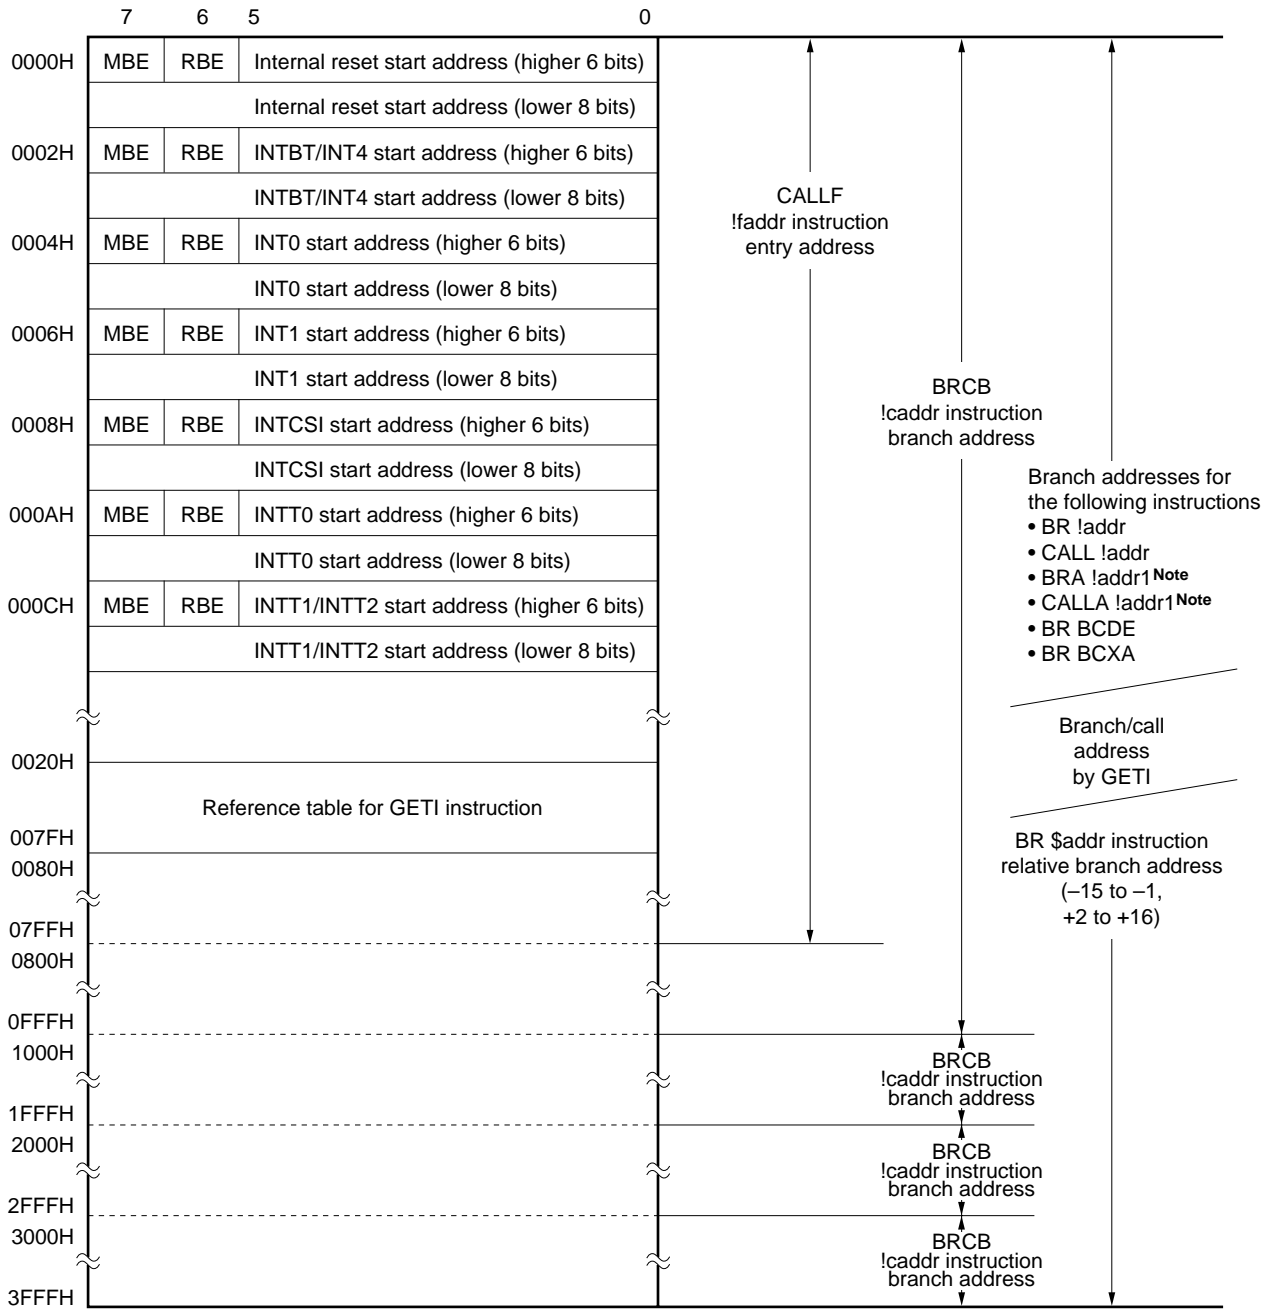 7 6 5 0
0000H MBE RBE Internal reset start address (higher 6 bits)
Internal reset start address (lower 8 bits)
0002H MBE RBE INTBT/INT4 start address (higher 6 bits)
INTBT/INT4 start address (lower 8 bits)
0004H MBE RBE INT0 start address (higher 6 bits)
INT0 start address (lower 8 bits)
0006H MBE RBE INT1 start address (higher 6 bits)
INT1 start address (lower 8 bits)
0008H MBE RBE INTCSI start address (higher 6 bits)
INTCSI start address (lower 8 bits)
000AH MBE RBE INTT0 start address (higher 6 bits)
INTT0 start address (lower 8 bits)
000CH MBE RBE INTT1/INTT2 start address (higher 6 bits)
INTT1/INTT2 start address (lower 8 bits)
0020H
Reference table for GETI instruction
007FH
0080H
07FFH
0800H
0FFFH
1000H
1FFFH
2000H
2FFFH
3000H
3FFFH
CALLF
!faddr instruction
entry address
BRCB
!caddr instruction
branch address
BRCB
!caddr instruction
branch address
BRCB
!caddr instruction
branch address
BRCB
!caddr instruction
branch address
Branch addresses for
the following instructions
• BR !addr
• CALL !addr
• BRA !addr1Note
• CALLA !addr1Note
• BR BCDE
• BR BCXA
Branch/call
address
by GETI
BR $addr instruction
relative branch address
(–15 to –1,
+2 to +16)